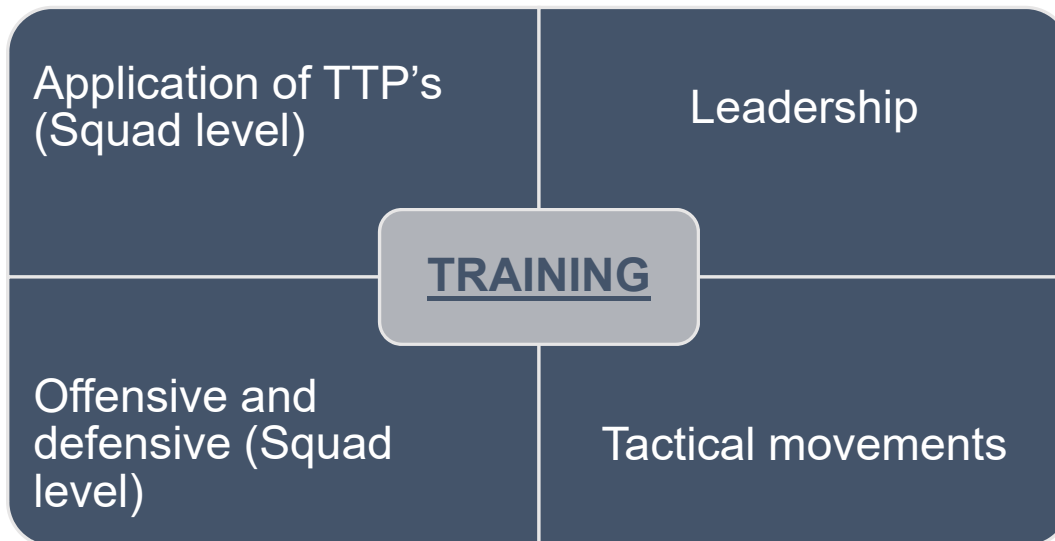 Application of TTP’s
(Squad level)
Leadership
TRAINING
Offensive and
defensive (Squad
level)
Tactical movements